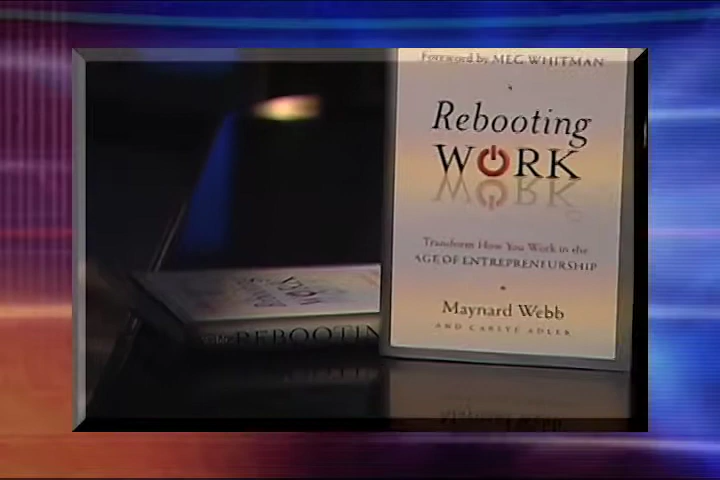 Foreword by MEG WHITMAN
Rebooting
WORK
Transform How You Work in the
AGE OF ENTREPRENEURSHIP
Maynard Webb
AND CARLYE ADLER
REBOOTIN